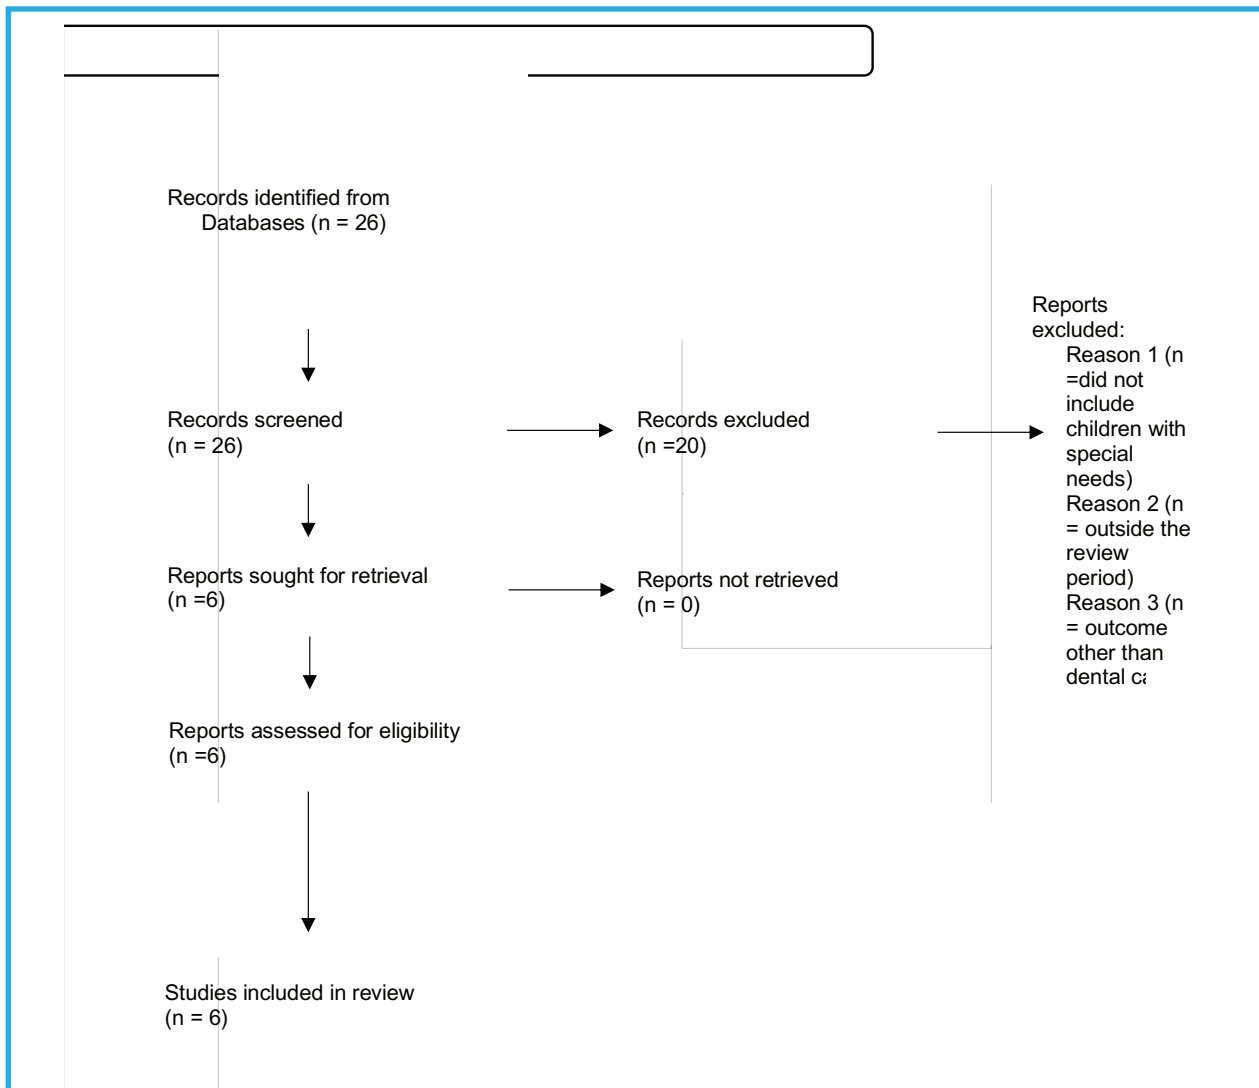 Records identified from
Databases (n = 26)
Records screened
(n = 26)
Records excluded
(n =20)
Reports excluded:
Reason 1 (n
=did not
include
children with
special
needs)
Reason 2 (n
= outside the
review
period)
Reason 3 (n
= outcome
other than
dental
Reports sought for retrieval
(n =6)
Reports not retrieved
(n = 0)
Reports assessed for eligibility
(n =6)
Studies included in review
(n = 6)